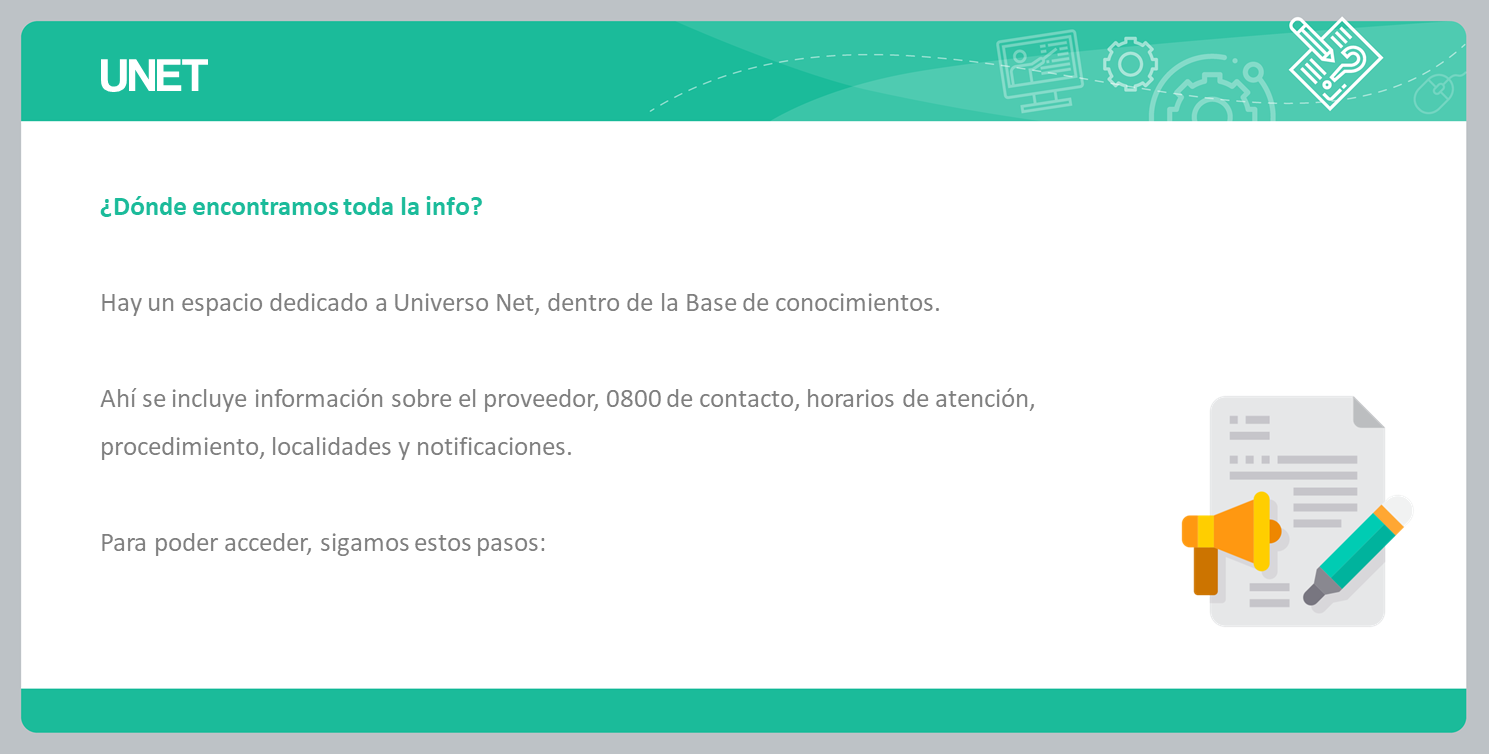 UNET
¿Dónde encontramos toda la info?
Hay un espacio dedicado a Universo Net, dentro de la Base de conocimientos.
Ahí se incluye información sobre el proveedor, 0800 de contacto, horarios de atención,
procedimiento, localidades y notificaciones.
Para poder acceder, sigamos estos pasos: